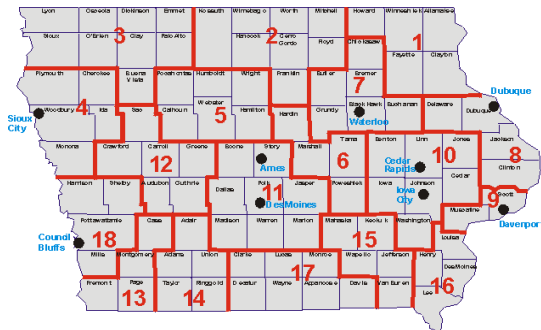 Lyon Osceola Dickinson Emmet Kossuth Winnebago Worth Mitchell Howard Winneshiek Allamakee
3 2 1
Sioux O'Brien Clay Palo Alto Hancock Cerro Gordo Floyd Chickasaw
Fayette Clayton
Plymouth Cherokee Buena Vista Pocahontas Humboldt Wright Franklin Butler Bremer
7
4 5
Woodbury Ida Sac Calhoun Webster Hamilton Hardin Grundy Black Hawk Buchanan Delaware Dubuque
Dubuque
Sioux City
Waterloo
Monona Crawford Carroll Greene Boone Story Marshall Tama Benton Linn Jones Jackson
12 6 10 8
Ames
Cedar Rapids
Clinton
Harrison Shelby Audubon Guthrie Dallas Polk Jasper Poweshiek Iowa Johnson Cedar
Iowa City
Scott
11 9
DesMoines
Muscatine
Davenpor
Pottawattamie Cass Adair Madison Warren Marion Mahaska Keokuk Washington
Louisa
18 15
Council Bluffs
Mills Montgomery Adams Union Clarke Lucas Monroe Wapello Jefferson Henry
DesMoines
17 16
Fremont Page Taylor Ringgold Decatur Wayne Appanoose Davis Van Buren Lee
13 14